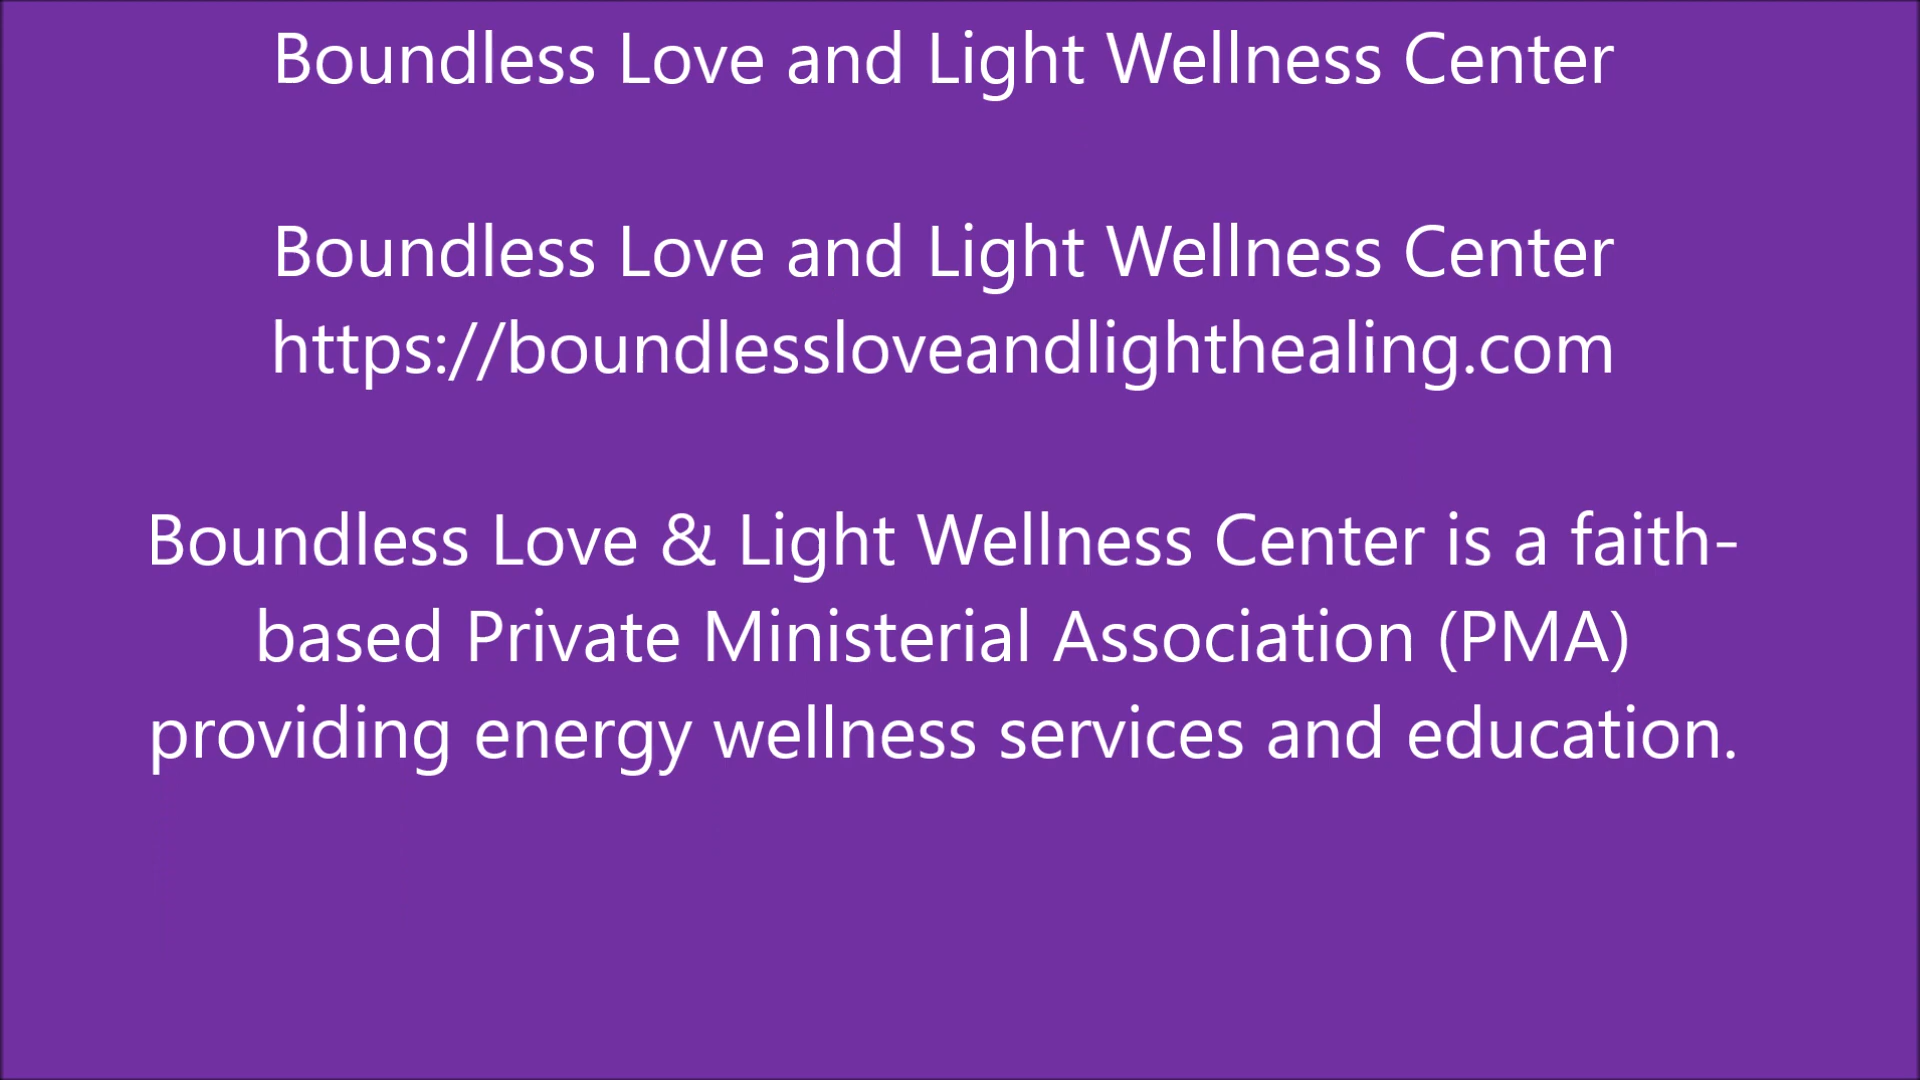 Boundless Love and Light Wellness Center
Boundless Love and Light Wellness Center
https://boundlessloveandlighthealing.com
Boundless Love & Light Wellness Center is a faith-
based Private Ministerial Association (PMA)
providing energy wellness services and education.